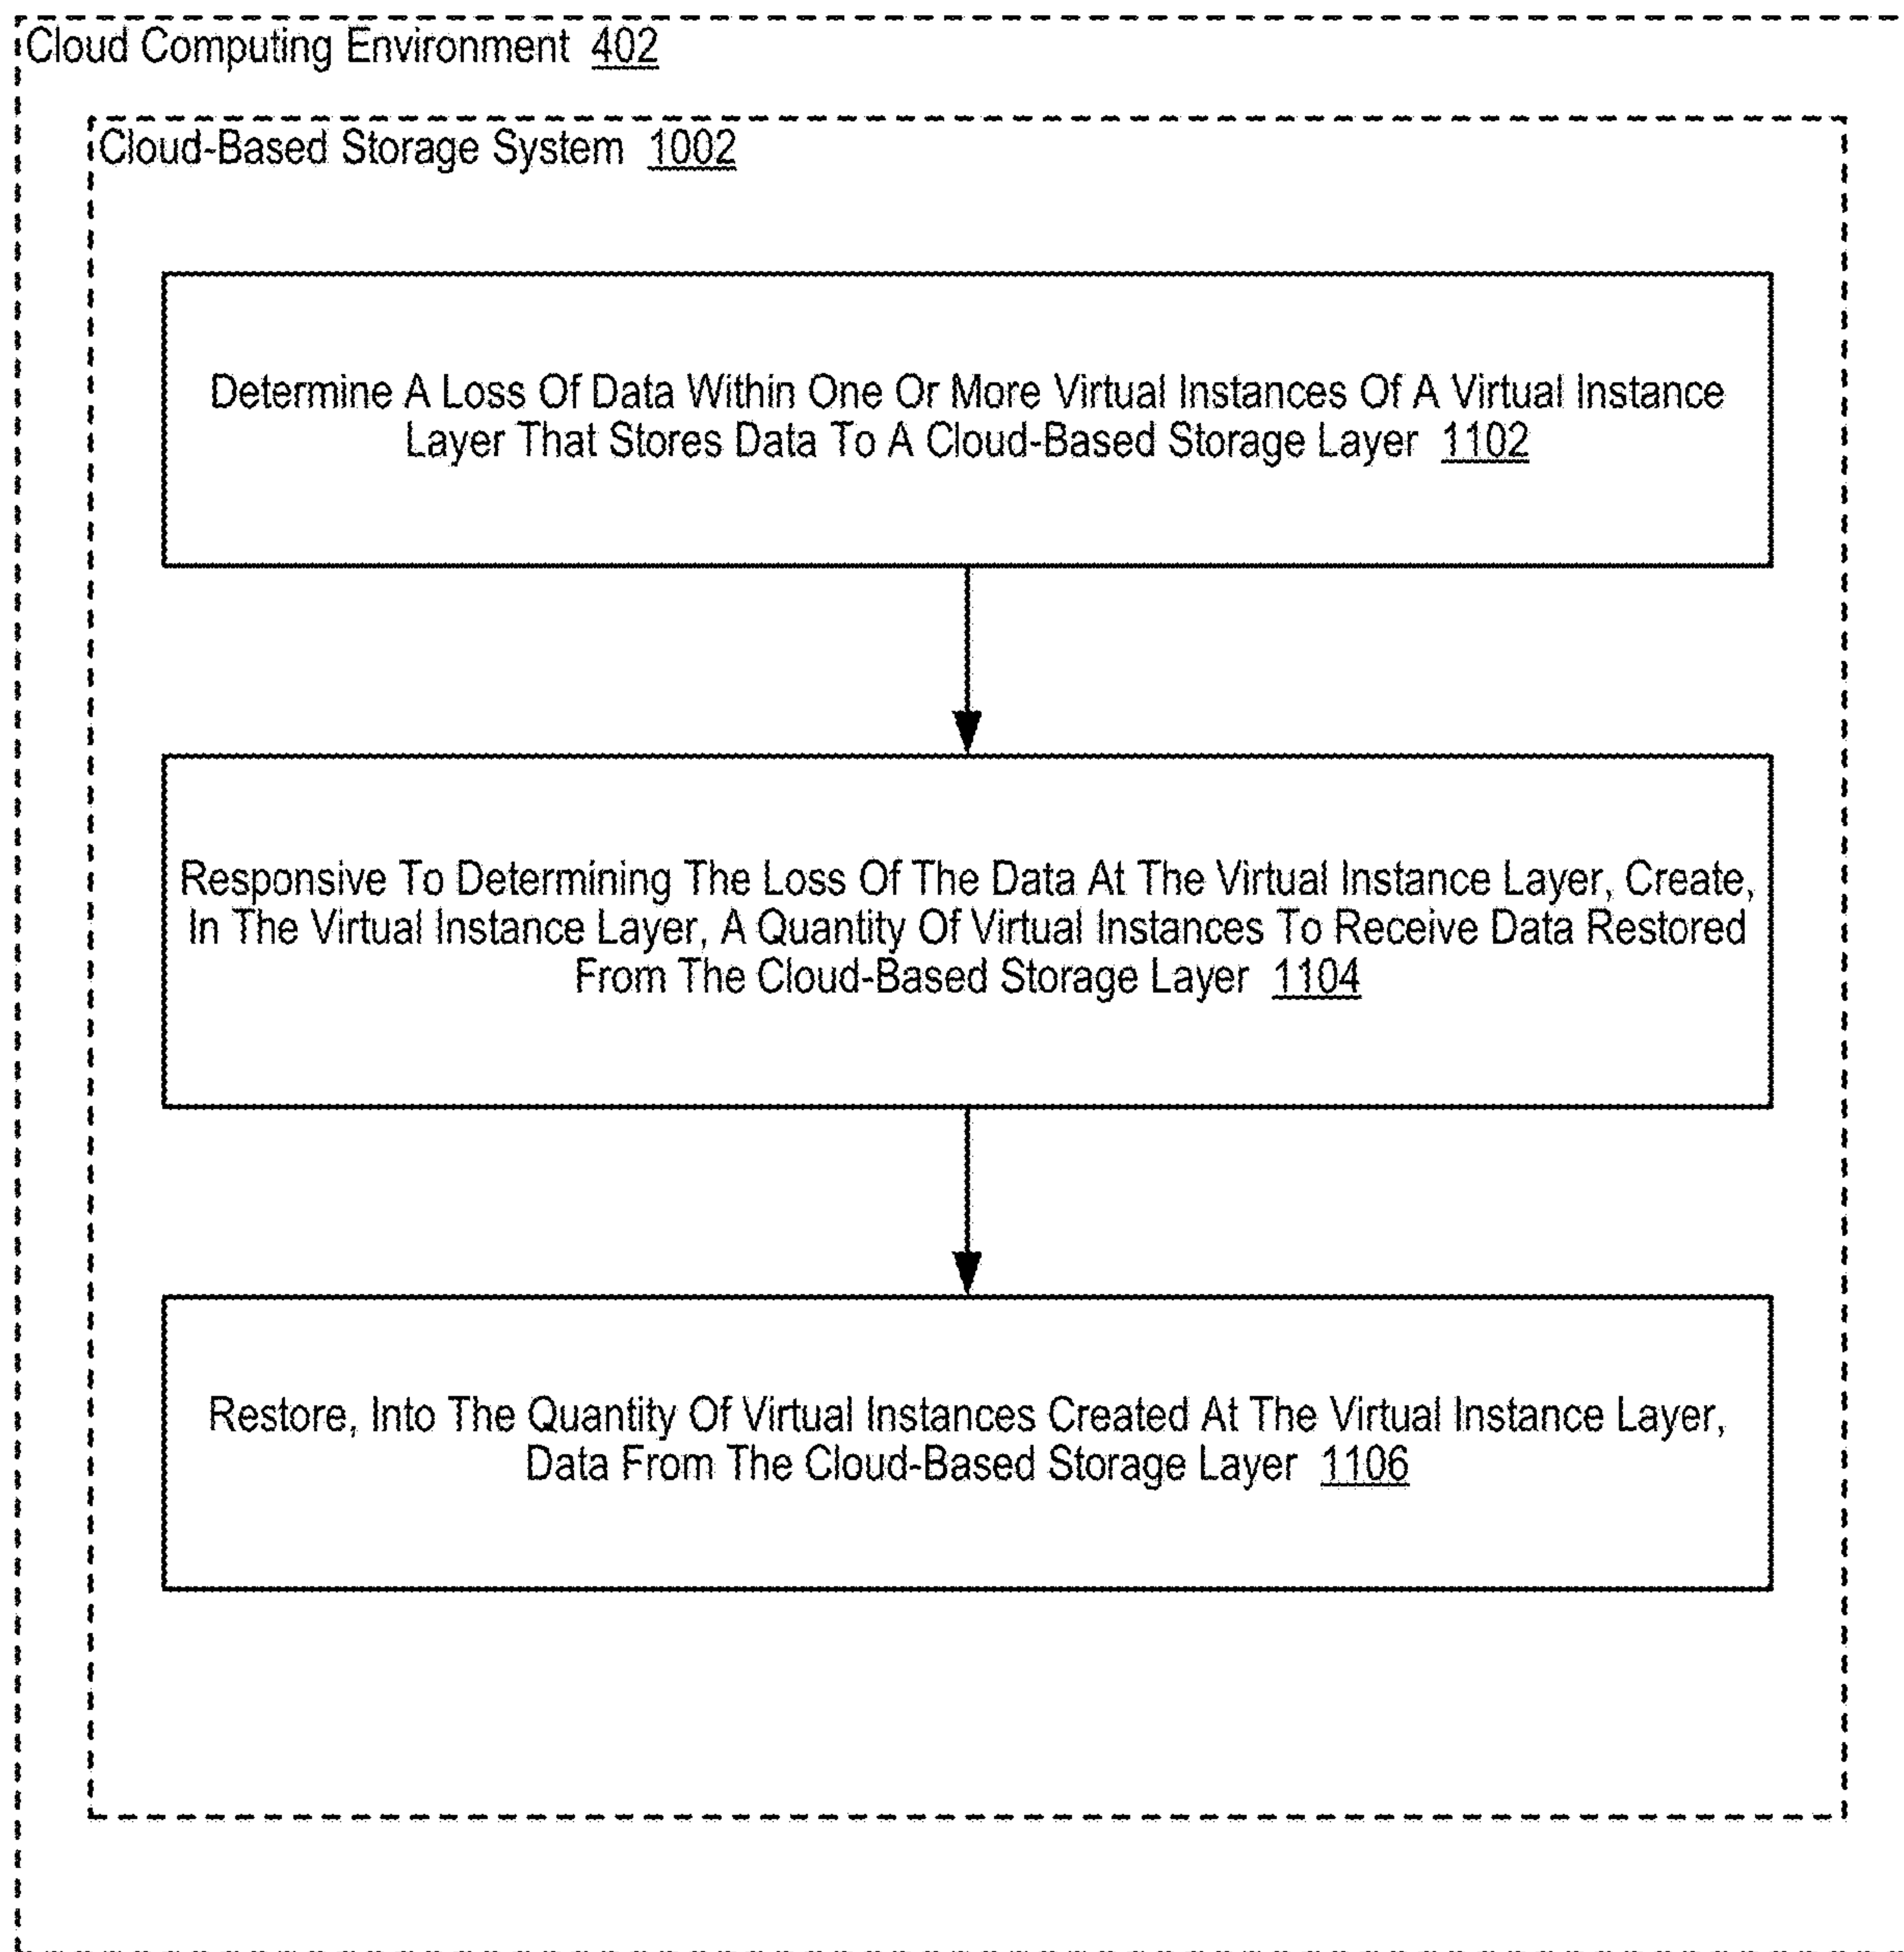 Cloud Computing Environment 402
Cloud-Based Storage System 1002
Determine A Loss Of Data Within One Or More Virtual Instances Of A Virtual Instance
Layer That Stores Data To A Cloud-Based Storage Layer 1102
Responsive To Determining The Loss Of The Data At The Virtual Instance Layer, Create,
In The Virtual Instance Layer, A Quantity Of Virtual Instances To Receive Data Restored
From The Cloud-Based Storage Layer 1104
Restore, Into The Quantity Of Virtual Instances Created At The Virtual Instance Layer,
Data From The Cloud-Based Storage Layer 1106